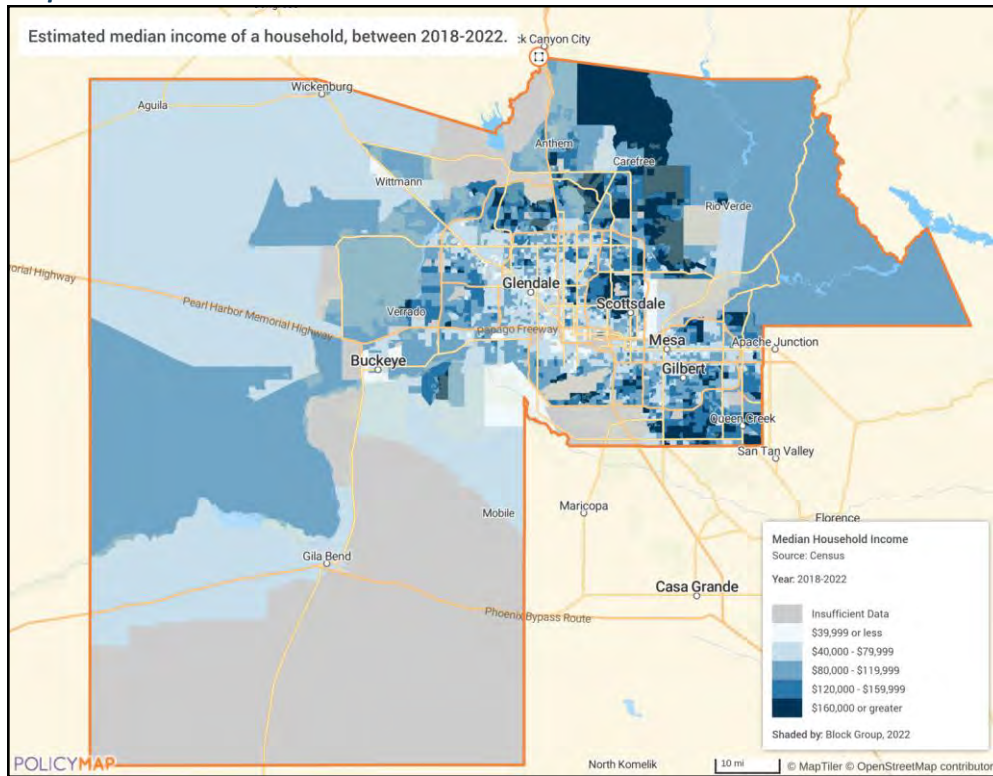 Estimated median income of a household, between 2018-2022.
ck Canyon City
Wickenburg
Aguila
Anthem
Carefree
Wittmann
Rio Verde
orial Highway
Glendale
Pearl Harbor Memorial Highway
Verrado
Scottsdale
Papago Freeway
Mesa
Apache Junction
Buckeye
Gilbert
Queen Creek
San Tan Valley
Mobile
Maricopa
Florence
Gila Bend
Casa Grande
Phoenix Bypass Route
Median Household Income
Source: Census
Year: 2018-2022
Insufficient Data
$39,999 or less
$40,000 - $79,999
$80,000 - $119,999
$120,000 - $159,999
$160,000 or greater
Shaded by: Block Group, 2022
POLICYMAP
North Komelik
10 mi
© MapTiler © OpenStreetMap contributor